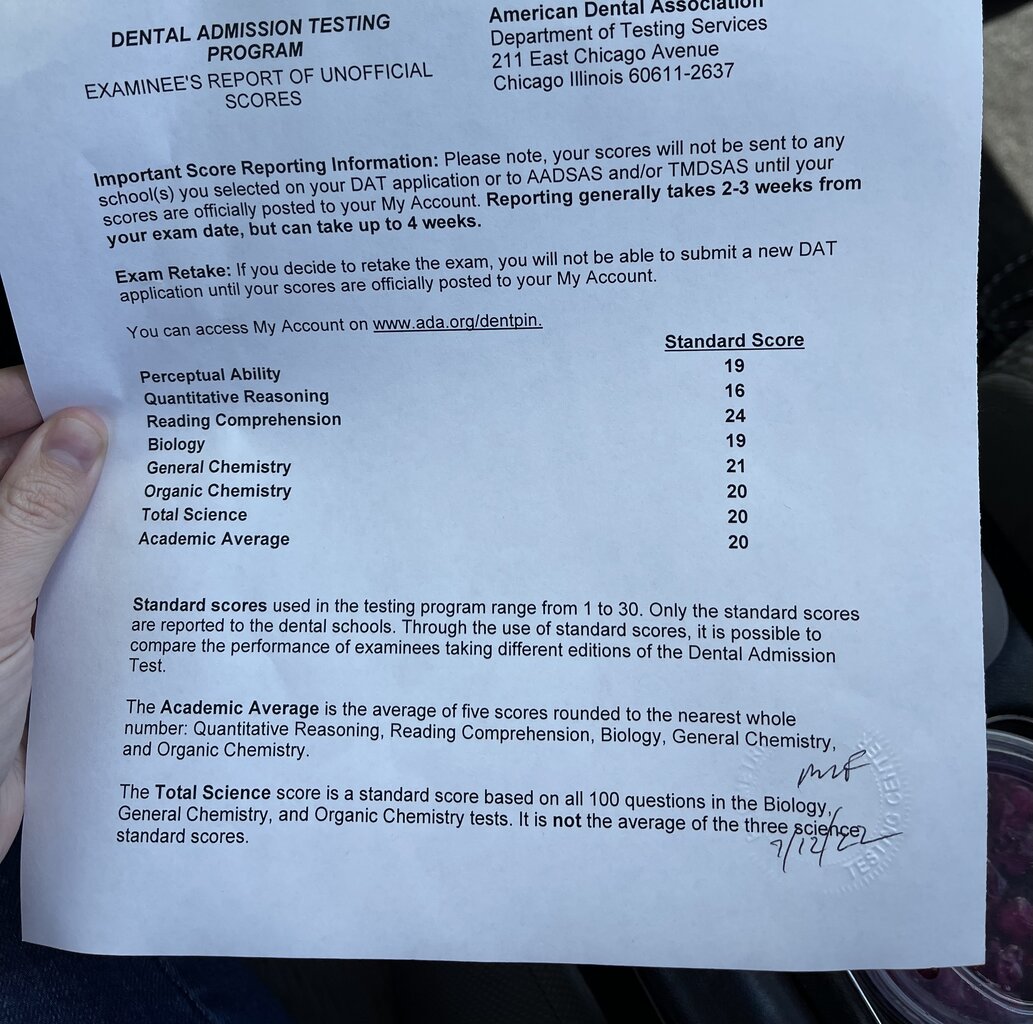 DENTAL ADMISSION TESTING
PROGRAM
EXAMINEE'S REPORT OF UNOFFICIAL
SCORES
American Dental Association
Department of Testing Services
211 East Chicago Avenue
Chicago Illinois 60611-2637
Important Score Reporting Information: Please note, your scores will not be sent to any
school(s) you selected on your DAT application or to AADSAS and/or TMDSAS until your
scores are officially posted to your My Account. Reporting generally takes 2-3 weeks from
your exam date, but can take up to 4 weeks.
Exam Retake: If you decide to retake the exam, you will not be able to submit a new DAT
application until your scores are officially posted to your My Account.
You can access My Account on www.ada.org/dentpin.
Standard Score
Perceptual Ability 19
Quantitative Reasoning 16
Reading Comprehension 24
Biology 19
General Chemistry 21
Organic Chemistry 20
Total Science 20
Academic Average 20
Standard scores used in the testing program range from 1 to 30. Only the standard scores
are reported to the dental schools. Through the use of standard scores, it is possible to
compare the performance of examinees taking different editions of the Dental Admission
Test.
The Academic Average is the average of five scores rounded to the nearest whole
number: Quantitative Reasoning, Reading Comprehension, Biology, General Chemistry,
and Organic Chemistry.
The Total Science score is a standard score based on all 100 questions in the Biology,
General Chemistry, and Organic Chemistry tests. It is not the average of the three science
standard scores.